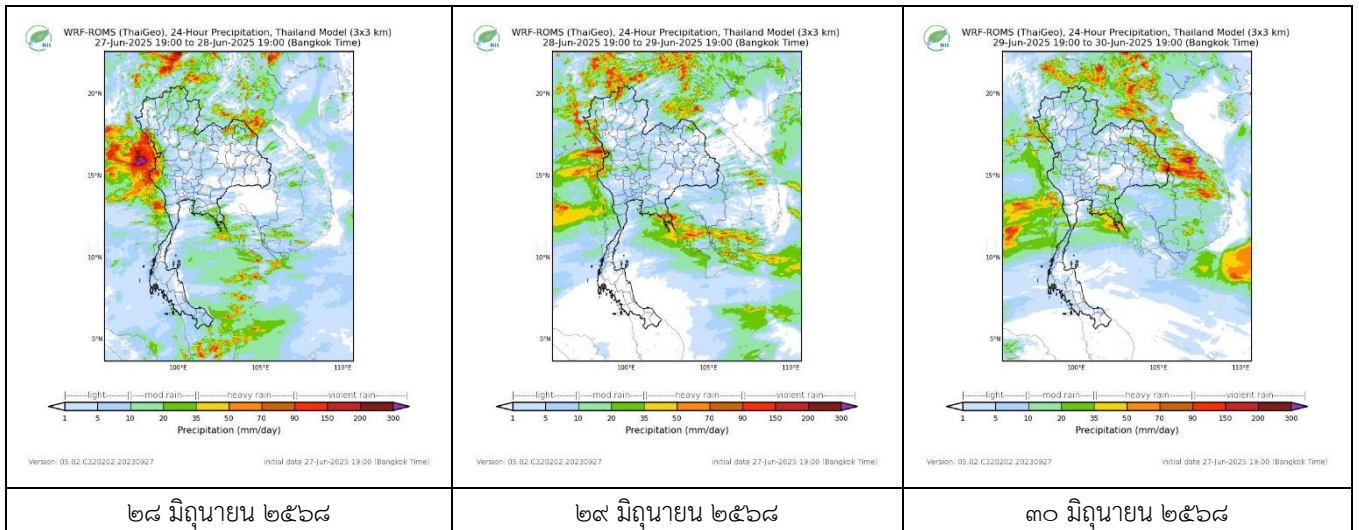 HII
WRF-ROMS (ThaiGeo), 24-Hour Precipitation, Thailand Model (3x3 km)
27-Jun-2025 19:00 to 28-Jun-2025 19:00 (Bangkok Time)
20°N
15°N
10°N
5°N
100°E 105°E 110°E
|------light------||---mod rain---||------heavy rain------||------violent rain------|
1 5 10 20 35 50 70 90 150 200 300
Precipitation (mm/day)
Version: 05.02.C320202.20230927 initial date 27-Jun-2025 19:00 (Bangkok Time)
๒๘ มิถุนายน ๒๕๖๘
HII
WRF-ROMS (ThaiGeo), 24-Hour Precipitation, Thailand Model (3x3 km)
28-Jun-2025 19:00 to 29-Jun-2025 19:00 (Bangkok Time)
20°N
15°N
10°N
5°N
100°E 105°E 110°E
|------light------||---mod rain---||------heavy rain------||------violent rain------|
1 5 10 20 35 50 70 90 150 200 300
Precipitation (mm/day)
Version: 05.02.C320202.20230927 initial date 27-Jun-2025 19:00 (Bangkok Time)
๒๙ มิถุนายน ๒๕๖๘
HII
WRF-ROMS (ThaiGeo), 24-Hour Precipitation, Thailand Model (3x3 km)
29-Jun-2025 19:00 to 30-Jun-2025 19:00 (Bangkok Time)
20°N
15°N
10°N
5°N
100°E 105°E 110°E
|------light------||---mod rain---||------heavy rain------||------violent rain------|
1 5 10 20 35 50 70 90 150 200 300
Precipitation (mm/day)
Version: 05.02.C320202.20230927 initial date 27-Jun-2025 19:00 (Bangkok Time)
๓๐ มิถุนายน ๒๕๖๘